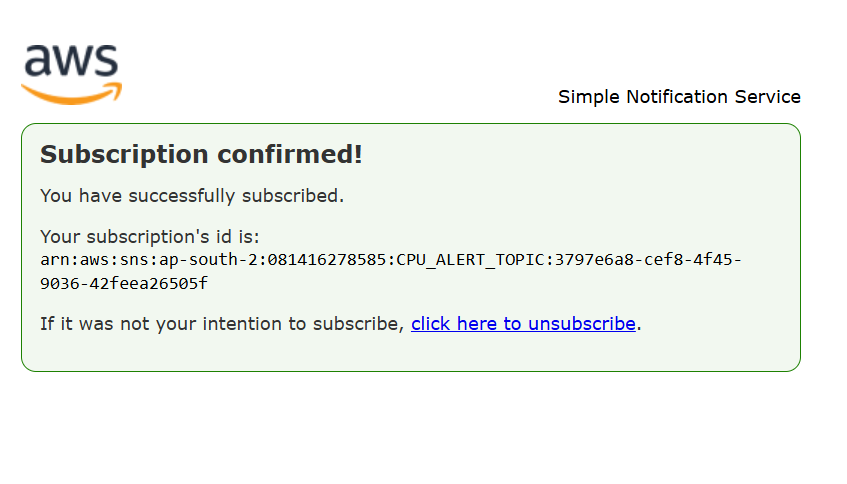 aws
Simple Notification Service
Subscription confirmed!
You have successfully subscribed.
Your subscription's id is:
arn:aws:sns:ap-south-2:081416278585:CPU_ALERT_TOPIC:3797e6a8-cef8-4f45-
9036-42feea26505f
If it was not your intention to subscribe, click here to unsubscribe.